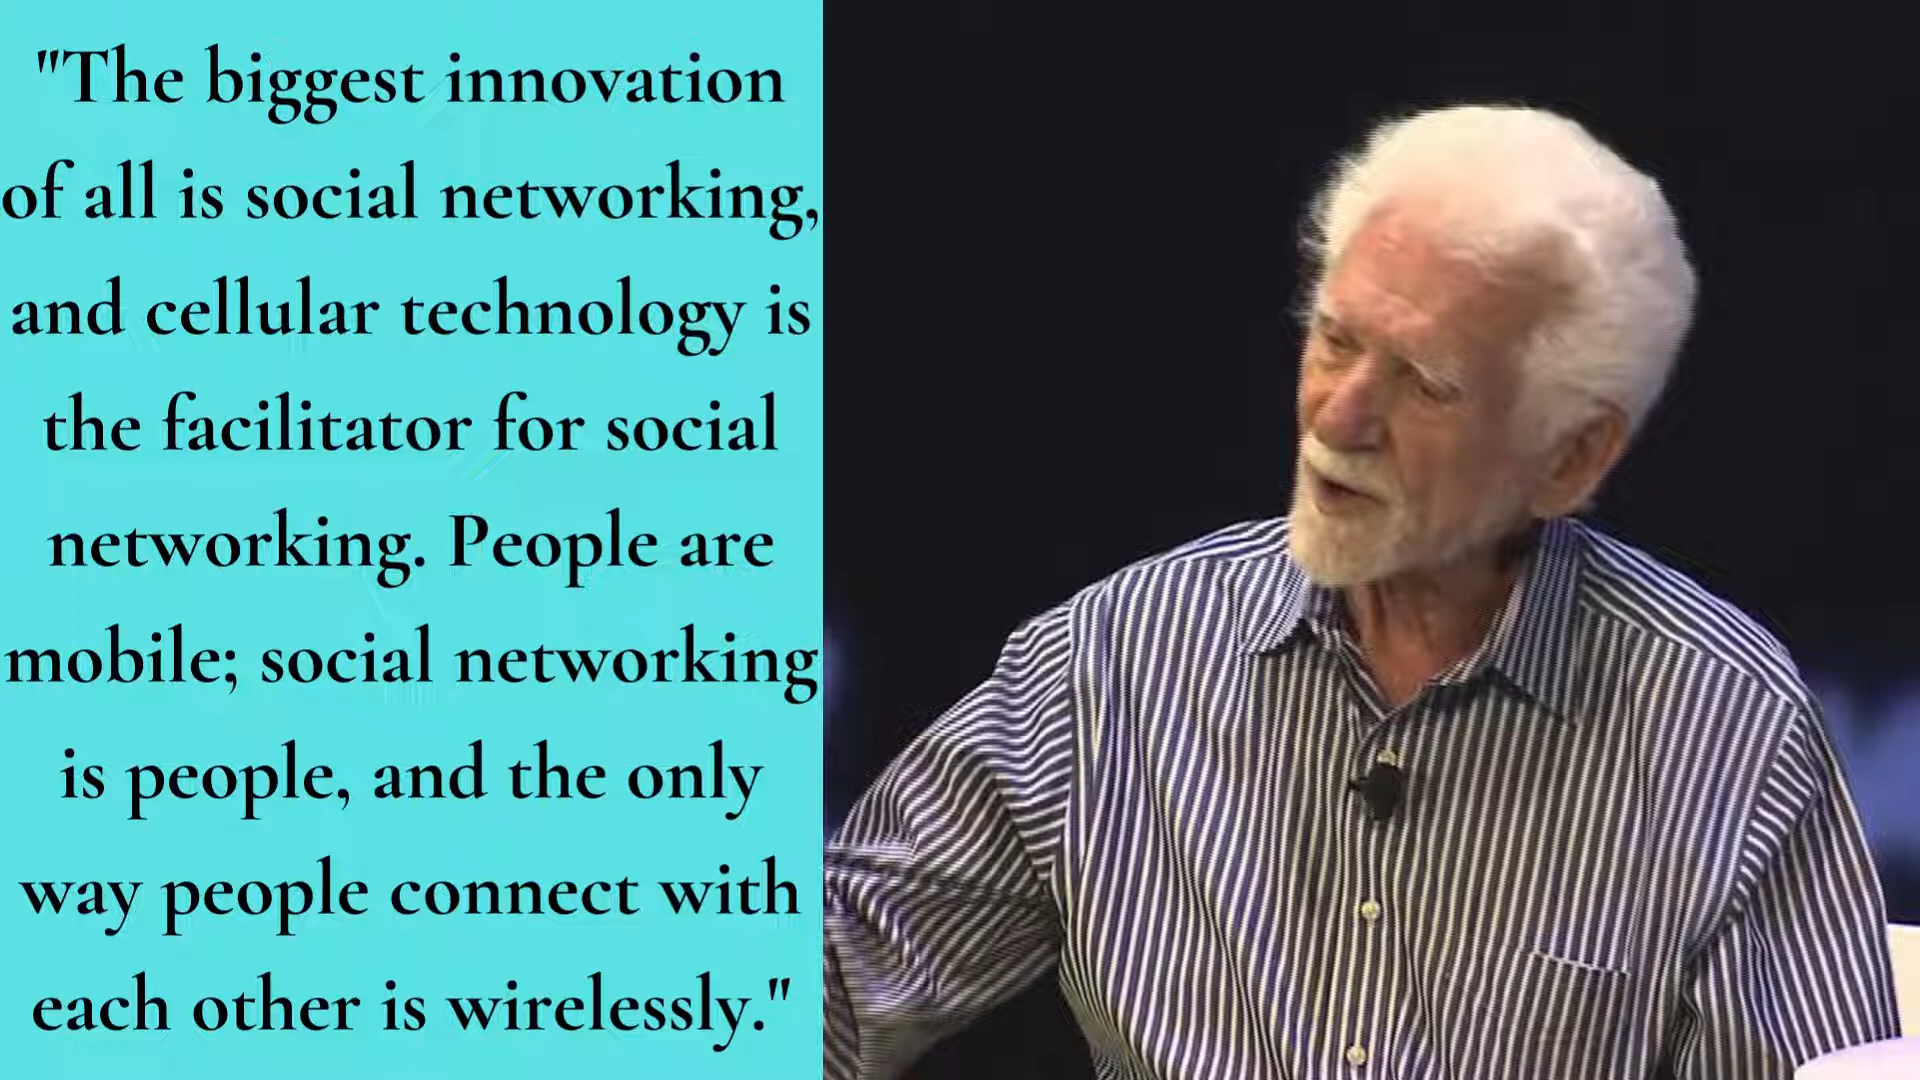 "The biggest innovation
of all is social networking,
and cellular technology is
the facilitator for social
networking. People are
mobile; social networking
is people, and the only
way people connect with
each other is wirelessly."